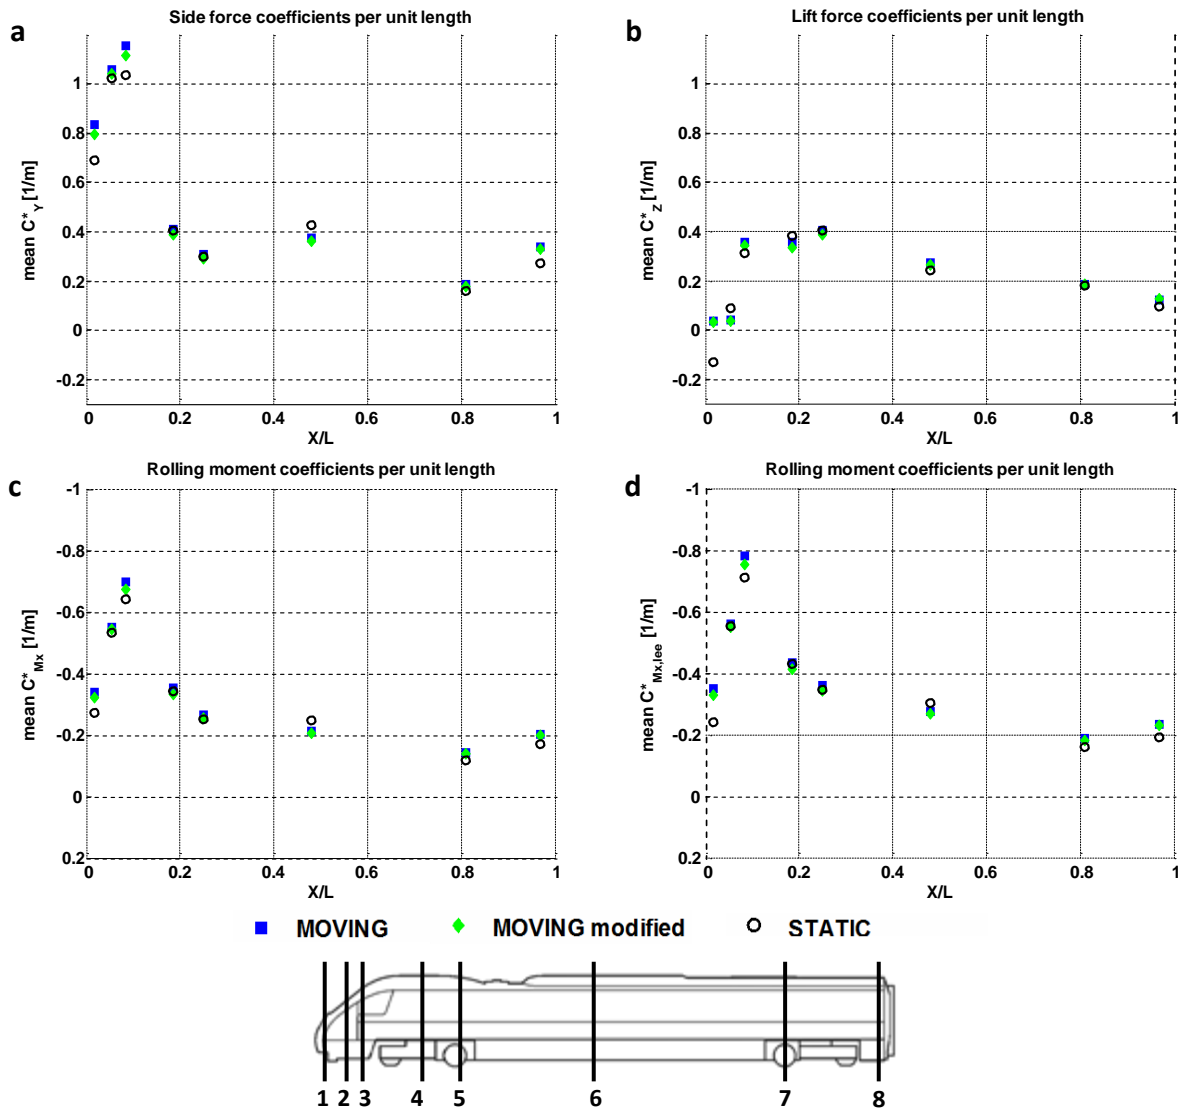 a
Side force coefficients per unit length
mean C*Y [1/m]
1
0.8
0.6
0.4
0.2
0
-0.2
0 0.2 0.4 0.6 0.8 1
X/L
b
Lift force coefficients per unit length
mean C*Z [1/m]
1
0.8
0.6
0.4
0.2
0
-0.2
0 0.2 0.4 0.6 0.8 1
X/L
c
Rolling moment coefficients per unit length
mean C*Mx [1/m]
-1
-0.8
-0.6
-0.4
-0.2
0
0.2
0 0.2 0.4 0.6 0.8 1
X/L
d
Rolling moment coefficients per unit length
mean C*Mx,lee [1/m]
-1
-0.8
-0.6
-0.4
-0.2
0
0.2
0 0.2 0.4 0.6 0.8 1
X/L
MOVING MOVING modified STATIC
1 2 3 4 5 6 7 8